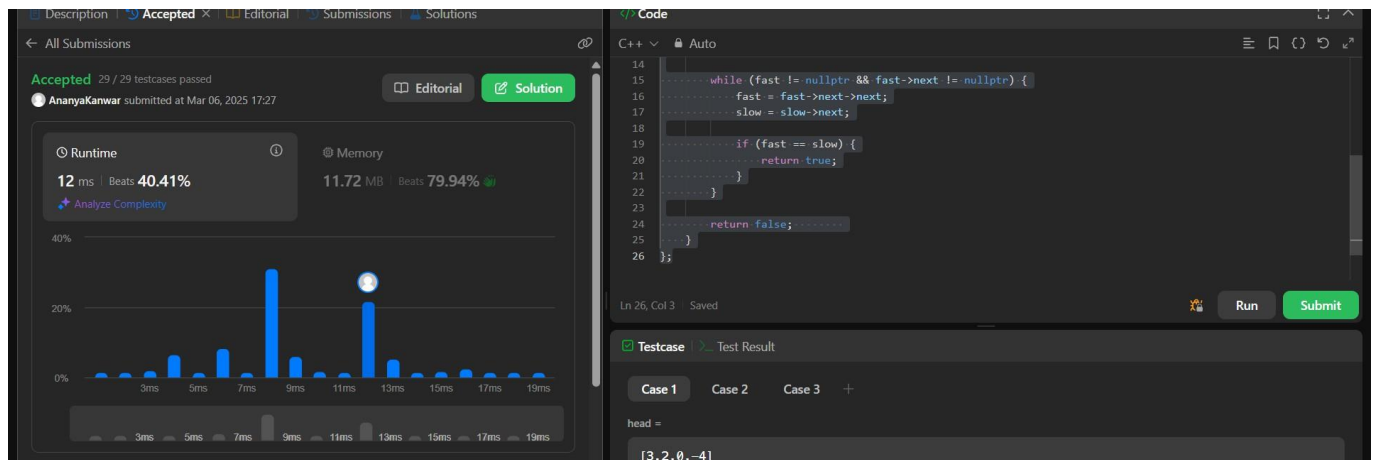 Description | Accepted × | Editorial | Submissions | Solutions
← All Submissions
Accepted 29 / 29 testcases passed
AnanyaKanwar submitted at Mar 06, 2025 17:27
Editorial
Solution
Runtime
12 ms | Beats 40.41%
Analyze Complexity
Memory
11.72 MB | Beats 79.94%
40%
20%
0%
3ms 5ms 7ms 9ms 11ms 13ms 15ms 17ms 19ms
3ms 5ms 7ms 9ms 11ms 13ms 15ms 17ms 19ms
</> Code
C++ Auto
14
15 while (fast != nullptr && fast->next != nullptr) {
16 fast = fast->next->next;
17 slow = slow->next;
18
19 if (fast == slow) {
20 return true;
21 }
22 }
23
24 return false;
25 }
26 };
Ln 26, Col 3 | Saved
Run
Submit
Testcase | >_ Test Result
Case 1 Case 2 Case 3 +
head =
[3,2,0,-4]